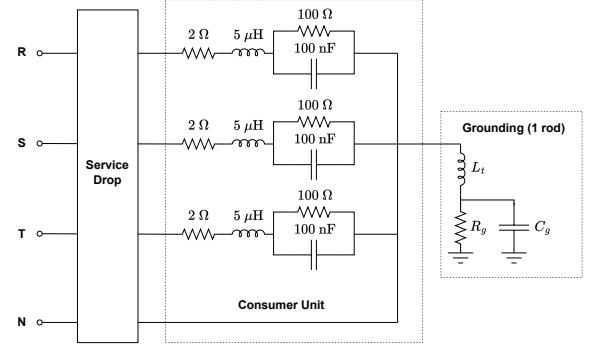 100 Ω
2 Ω 5 μH
100 nF
R
100 Ω
2 Ω 5 μH
100 nF
S
Grounding (1 rod)
Service
Drop
L_t
100 Ω
2 Ω 5 μH
100 nF
T
R_g C_g
Consumer Unit
N